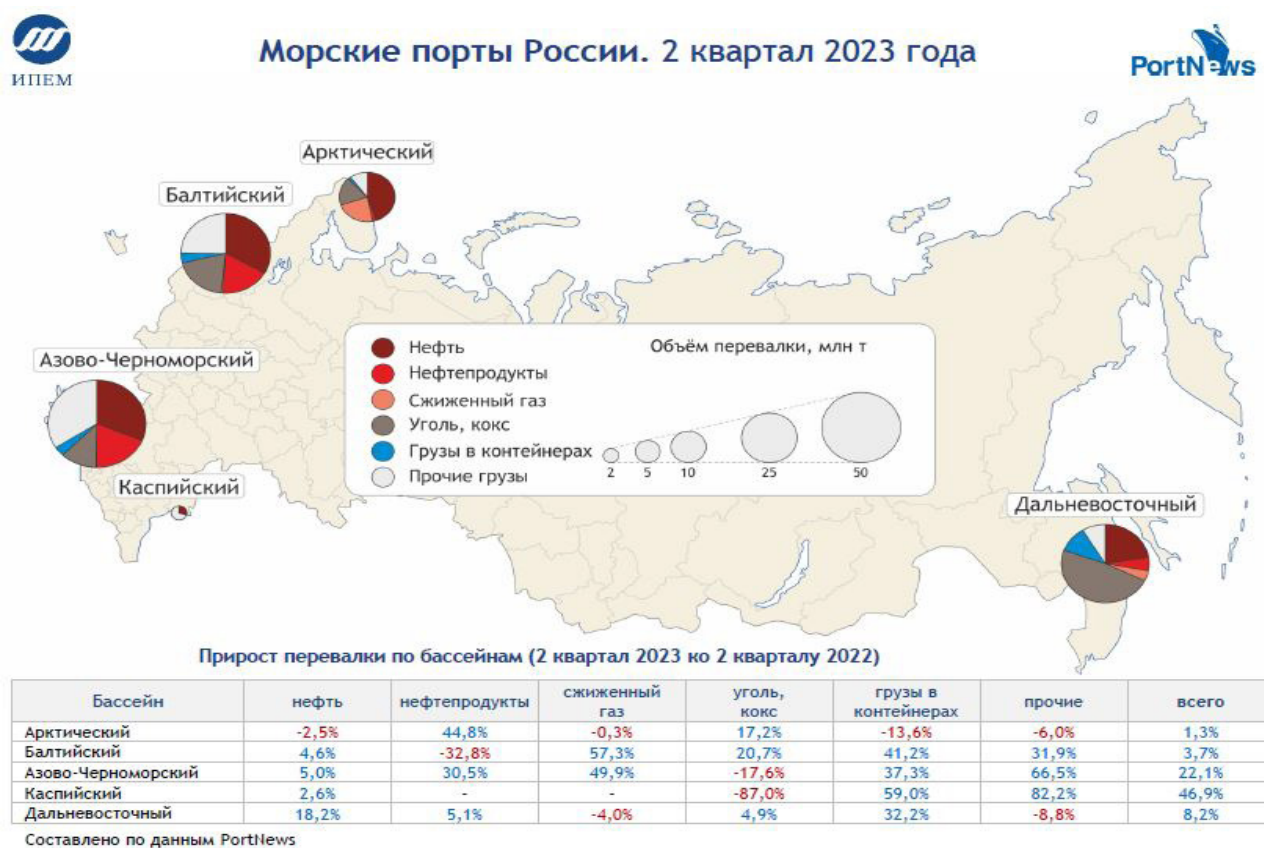 ИПЕМ
Морские порты России. 2 квартал 2023 года
PortNews
Арктический
Балтийский
Азово-Черноморский
Каспийский
Дальневосточный
Объём перевалки, млн т
Нефть
Нефтепродукты
Сжиженный газ
Уголь, кокс
Грузы в контейнерах
Прочие грузы
2 5 10 25 50
Прирост перевалки по бассейнам (2 квартал 2023 ко 2 кварталу 2022)
Бассейн нефть нефтепродукты сжиженный газ уголь, кокс грузы в контейнерах прочие всего
Арктический -2,5% 44,8% -0,3% 17,2% -13,6% -6,0% 1,3%
Балтийский 4,6% -32,8% 57,3% 20,7% 41,2% 31,9% 3,7%
Азово-Черноморский 5,0% 30,5% 49,9% -17,6% 37,3% 66,5% 22,1%
Каспийский 2,6% - - -87,0% 59,0% 82,2% 46,9%
Дальневосточный 18,2% 5,1% -4,0% 4,9% 32,2% -8,8% 8,2%
Составлено по данным PortNews